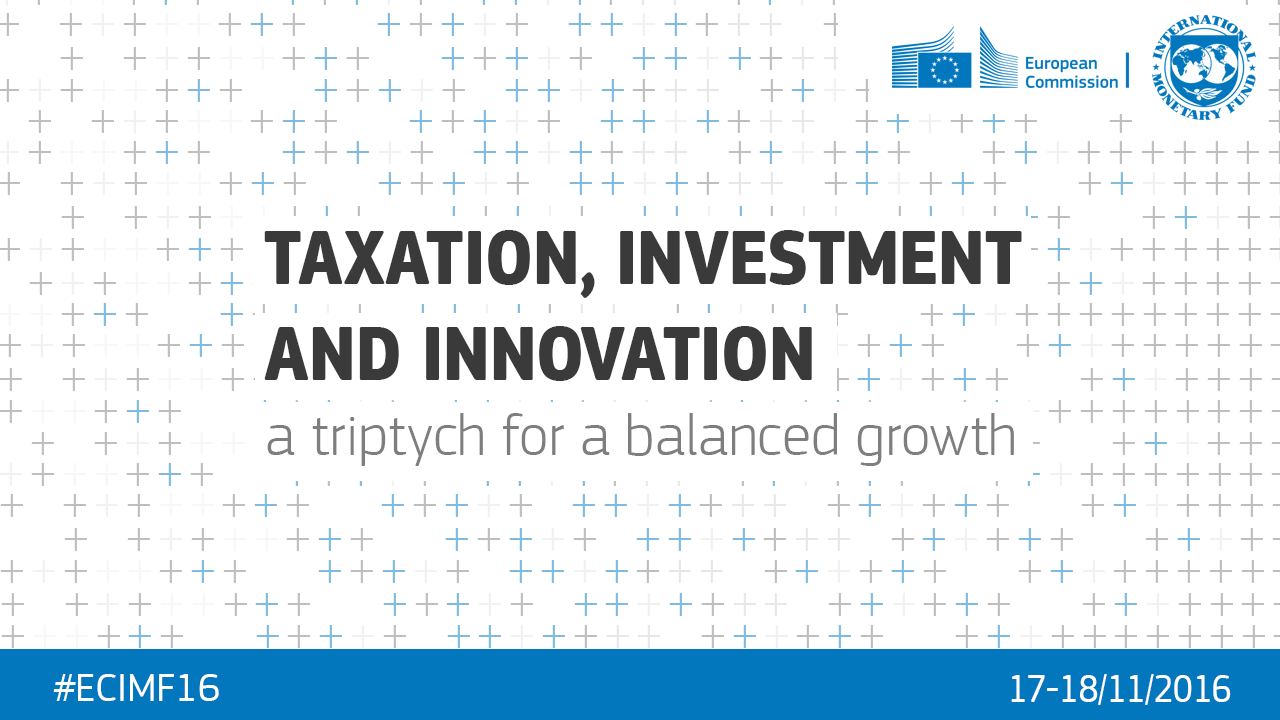 European
Commission
INTERNATIONAL
MONETARY FUND
TAXATION, INVESTMENT
AND INNOVATION
a triptych for a balanced growth
#ECIMF16
17-18/11/2016